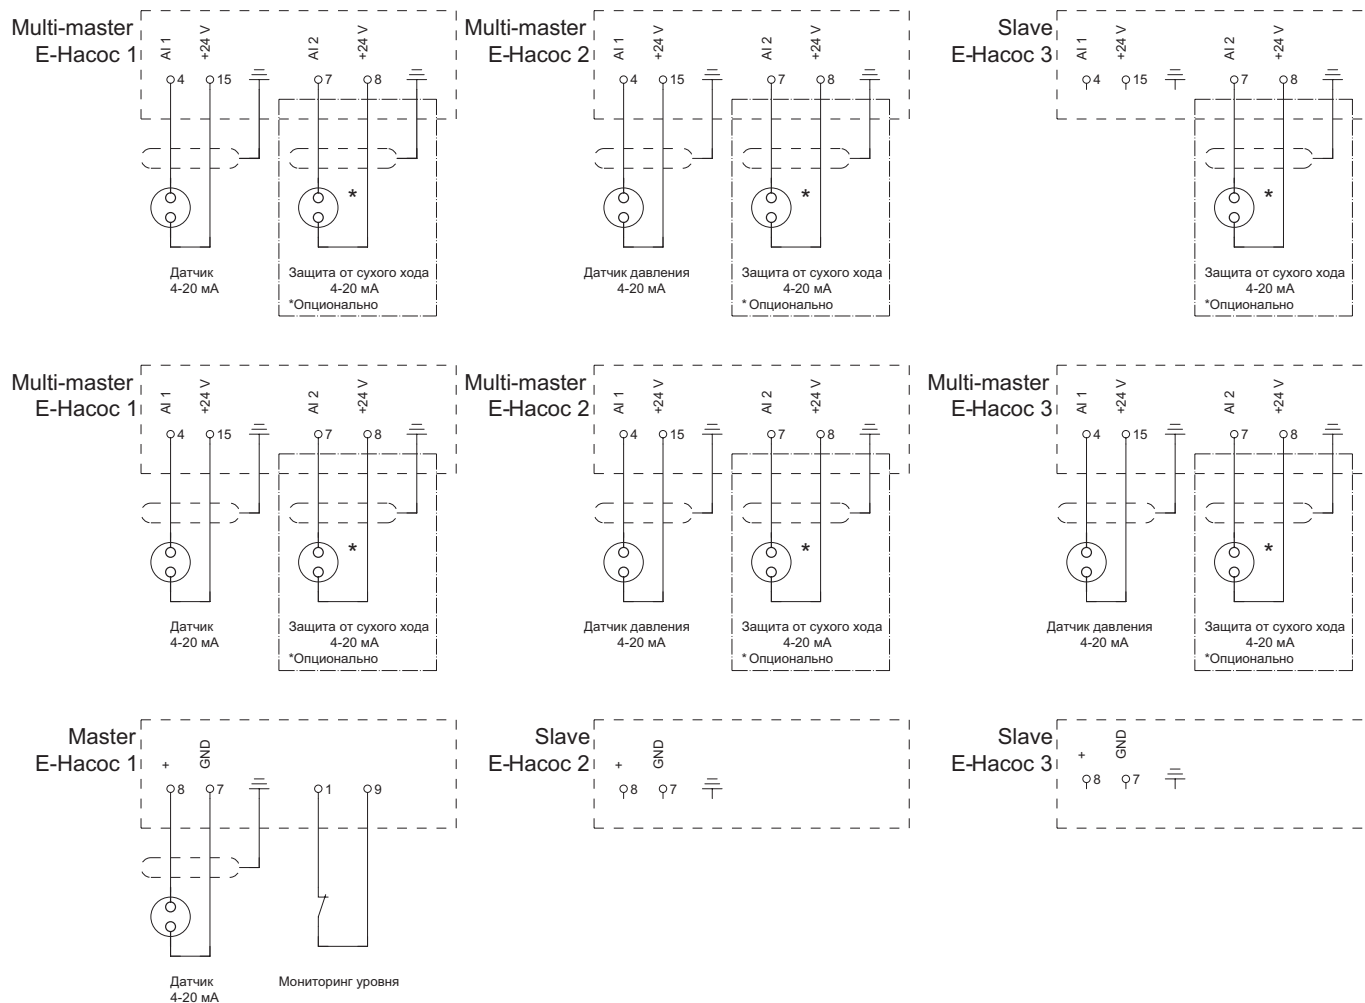 Multi-master
E-Насос 1
AI 1
+24 V
AI 2
+24 V
4
15
7
8
*
Датчик
4-20 мА
Защита от сухого хода
4-20 мА
*Опционально
Multi-master
E-Насос 2
AI 1
+24 V
AI 2
+24 V
4
15
7
8
*
Датчик давления
4-20 мА
Защита от сухого хода
4-20 мА
* Опционально
Slave
E-Насос 3
AI 1
+24 V
AI 2
+24 V
4
15
7
8
*
Защита от сухого хода
4-20 мА
*Опционально
Multi-master
E-Насос 1
AI 1
+24 V
AI 2
+24 V
4
15
7
8
*
Датчик
4-20 мА
Защита от сухого хода
4-20 мА
*Опционально
Multi-master
E-Насос 2
AI 1
+24 V
AI 2
+24 V
4
15
7
8
*
Датчик давления
4-20 мА
Защита от сухого хода
4-20 мА
* Опционально
Multi-master
E-Насос 3
AI 1
+24 V
AI 2
+24 V
4
15
7
8
*
Датчик давления
4-20 мА
Защита от сухого хода
4-20 мА
*Опционально
Master
E-Насос 1
+
GND
8
7
1
9
Датчик
4-20 мА
Мониторинг уровня
Slave
E-Насос 2
+
GND
8
7
Slave
E-Насос 3
+
GND
8
7